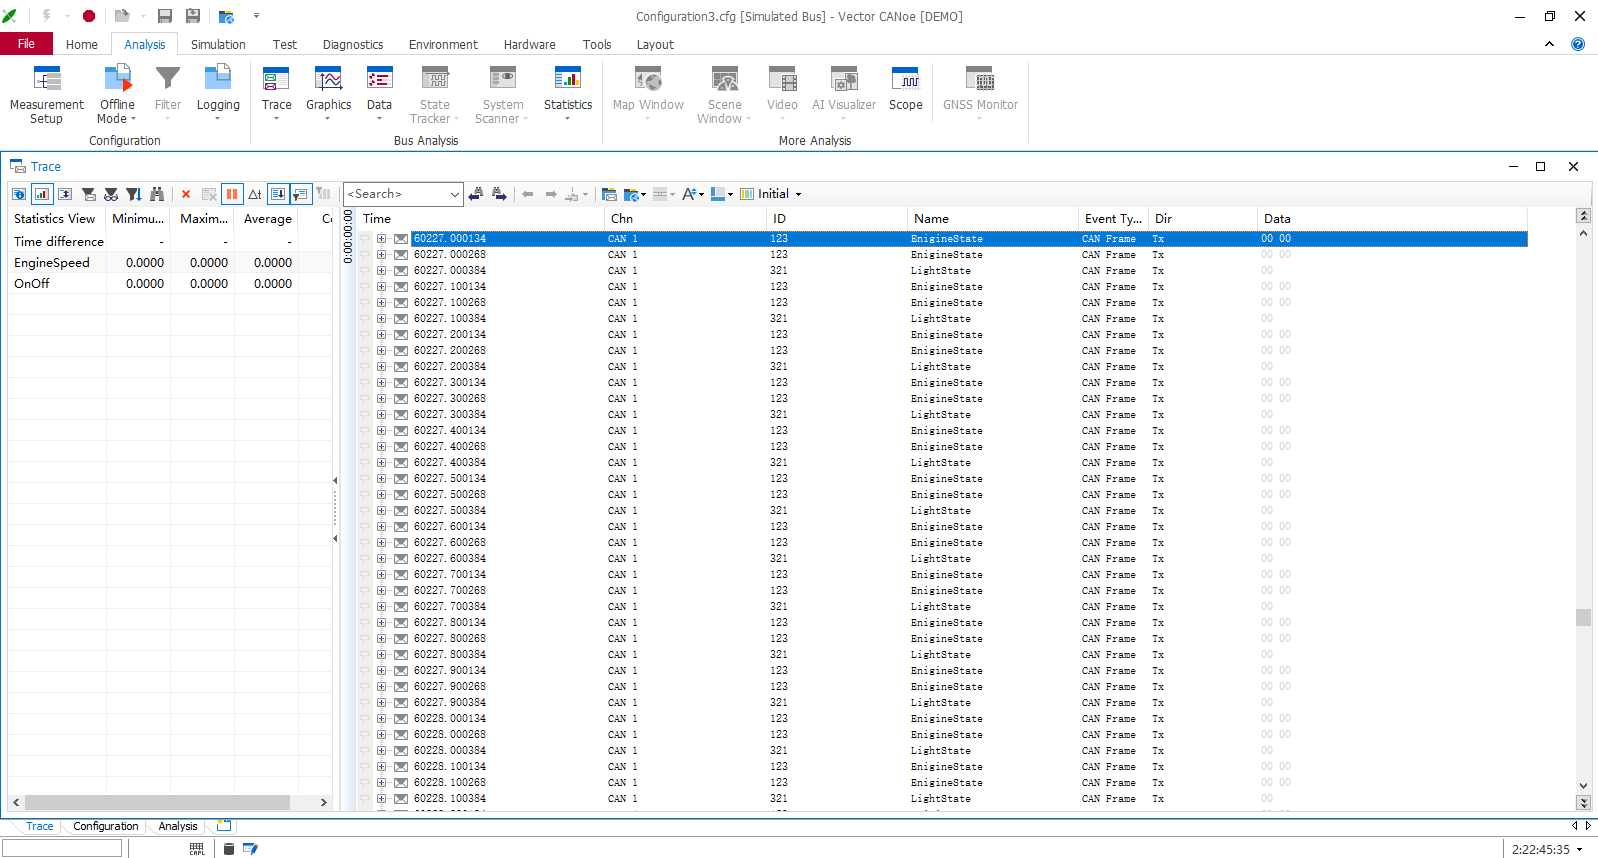 Configuration3.cfg [Simulated Bus] - Vector CANoe [DEMO]
File Home Analysis Simulation Test Diagnostics Environment Hardware Tools Layout
Measurement Setup Offline Mode Filter Logging Trace Graphics Data State Tracker System Scanner Statistics Map Window Scene Window Video AI Visualizer Scope GNSS Monitor
Configuration Bus Analysis More Analysis
Trace
<Search> Initial
Statistics View Minimu... Maxim... Average Co
Time difference - - -
EngineSpeed 0.0000 0.0000 0.0000
OnOff 0.0000 0.0000 0.0000
0:00:00:00
Time Chn ID Name Event Ty... Dir Data
60227.000134 CAN 1 123 EnigineState CAN Frame Tx 00 00
60227.000268 CAN 1 123 EnigineState CAN Frame Tx 00 00
60227.000384 CAN 1 321 LightState CAN Frame Tx 00
60227.100134 CAN 1 123 EnigineState CAN Frame Tx 00 00
60227.100268 CAN 1 123 EnigineState CAN Frame Tx 00 00
60227.100384 CAN 1 321 LightState CAN Frame Tx 00
60227.200134 CAN 1 123 EnigineState CAN Frame Tx 00 00
60227.200268 CAN 1 123 EnigineState CAN Frame Tx 00 00
60227.200384 CAN 1 321 LightState CAN Frame Tx 00
60227.300134 CAN 1 123 EnigineState CAN Frame Tx 00 00
60227.300268 CAN 1 123 EnigineState CAN Frame Tx 00 00
60227.300384 CAN 1 321 LightState CAN Frame Tx 00
60227.400134 CAN 1 123 EnigineState CAN Frame Tx 00 00
60227.400268 CAN 1 123 EnigineState CAN Frame Tx 00 00
60227.400384 CAN 1 321 LightState CAN Frame Tx 00
60227.500134 CAN 1 123 EnigineState CAN Frame Tx 00 00
60227.500268 CAN 1 123 EnigineState CAN Frame Tx 00 00
60227.500384 CAN 1 321 LightState CAN Frame Tx 00
60227.600134 CAN 1 123 EnigineState CAN Frame Tx 00 00
60227.600268 CAN 1 123 EnigineState CAN Frame Tx 00 00
60227.600384 CAN 1 321 LightState CAN Frame Tx 00
60227.700134 CAN 1 123 EnigineState CAN Frame Tx 00 00
60227.700268 CAN 1 123 EnigineState CAN Frame Tx 00 00
60227.700384 CAN 1 321 LightState CAN Frame Tx 00
60227.800134 CAN 1 123 EnigineState CAN Frame Tx 00 00
60227.800268 CAN 1 123 EnigineState CAN Frame Tx 00 00
60227.800384 CAN 1 321 LightState CAN Frame Tx 00
60227.900134 CAN 1 123 EnigineState CAN Frame Tx 00 00
60227.900268 CAN 1 123 EnigineState CAN Frame Tx 00 00
60227.900384 CAN 1 321 LightState CAN Frame Tx 00
60228.000134 CAN 1 123 EnigineState CAN Frame Tx 00 00
60228.000268 CAN 1 123 EnigineState CAN Frame Tx 00 00
60228.000384 CAN 1 321 LightState CAN Frame Tx 00
60228.100134 CAN 1 123 EnigineState CAN Frame Tx 00 00
60228.100268 CAN 1 123 EnigineState CAN Frame Tx 00 00
60228.100384 CAN 1 321 LightState CAN Frame Tx 00
Trace Configuration Analysis
CAPL 2:22:45:35